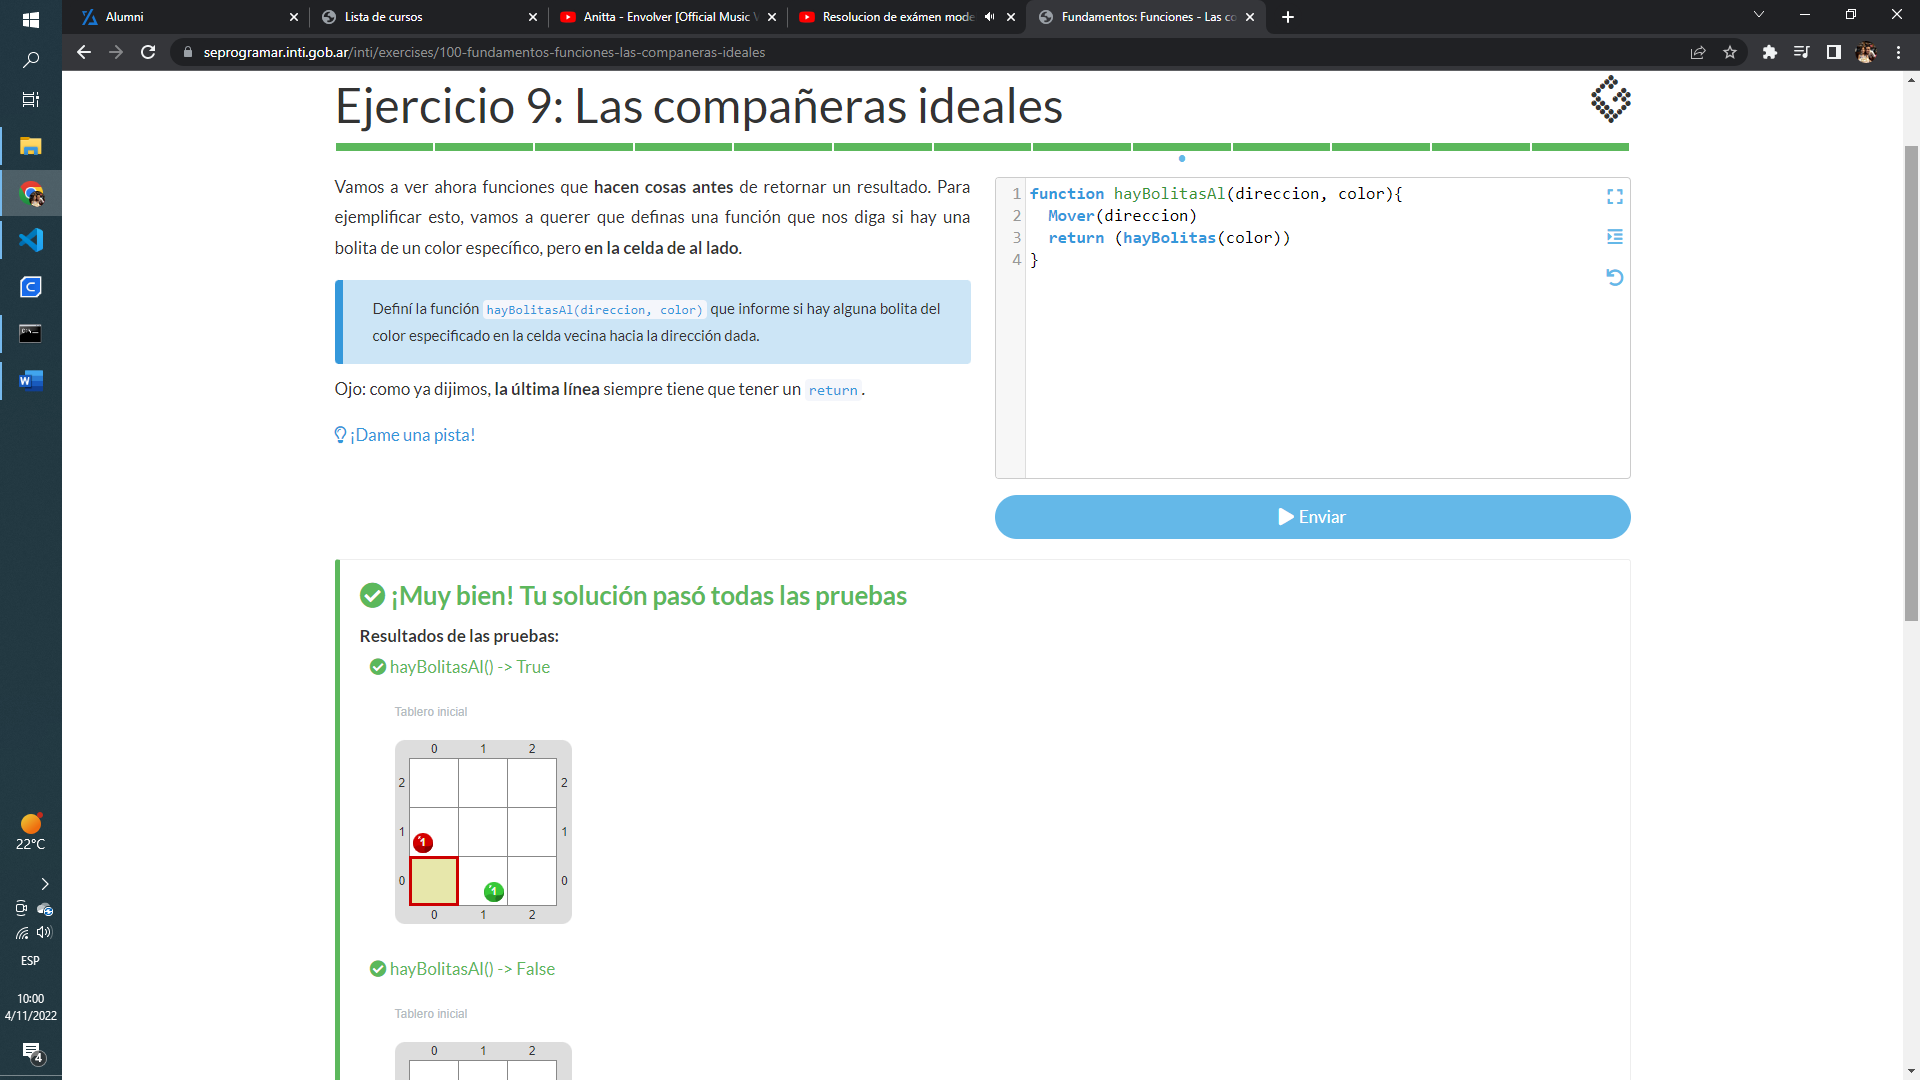 Alumni
Lista de cursos
Anitta - Envolver [Official Music V
Resolucion de exámen mode
Fundamentos: Funciones - Las co
seprogramar.inti.gob.ar/inti/exercises/100-fundamentos-funciones-las-companeras-ideales
Ejercicio 9: Las compañeras ideales
Vamos a ver ahora funciones que hacen cosas antes de retornar un resultado. Para
ejemplificar esto, vamos a querer que definas una función que nos diga si hay una
bolita de un color específico, pero en la celda de al lado.
Definí la función hayBolitasAl(direccion, color) que informe si hay alguna bolita del
color especificado en la celda vecina hacia la dirección dada.
Ojo: como ya dijimos, la última línea siempre tiene que tener un return.
¡Dame una pista!
1 function hayBolitasAl(direccion, color){
2 Mover(direccion)
3 return (hayBolitas(color))
4 }
Enviar
¡Muy bien! Tu solución pasó todas las pruebas
Resultados de las pruebas:
hayBolitasAl() -> True
Tablero inicial
0 1 2
2 2
1 1 1
0 1 0
0 1 2
hayBolitasAl() -> False
Tablero inicial
0 1 2
22°C
ESP
10:00
4/11/2022
4